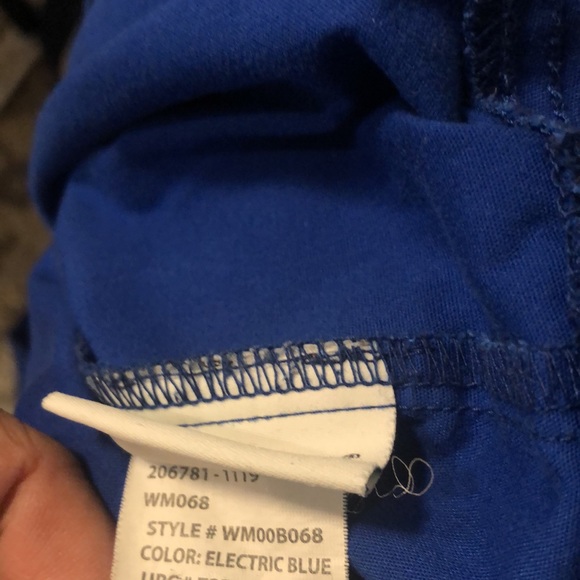 206781-1119
WM068
STYLE # WM00B068
COLOR: ELECTRIC BLUE